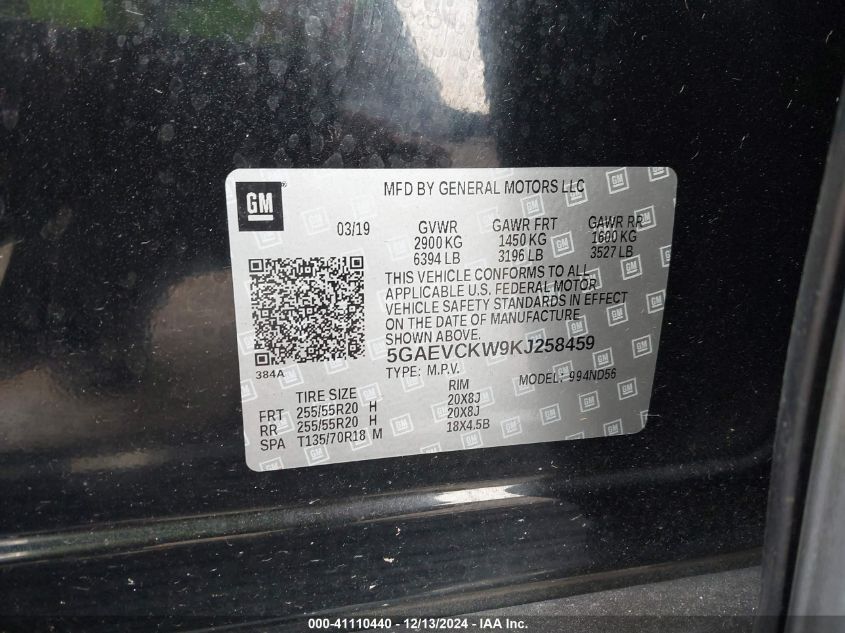 GM
MFD BY GENERAL MOTORS LLC
03/19 GVWR GAWR FRT GAWR RR
2900 KG 1450 KG 1600 KG
6394 LB 3196 LB 3527 LB
THIS VEHICLE CONFORMS TO ALL
APPLICABLE U.S. FEDERAL MOTOR
VEHICLE SAFETY STANDARDS IN EFFECT
ON THE DATE OF MANUFACTURE
SHOWN ABOVE.
5GAEVCKW9KJ258459
384A
TYPE: M.P.V. MODEL: 994ND56
TIRE SIZE RIM
FRT 255/55R20 H 20X8J
RR 255/55R20 H 20X8J
SPA T135/70R18 M 18X4.5B
000-41110440 - 12/13/2024 - IAA Inc.